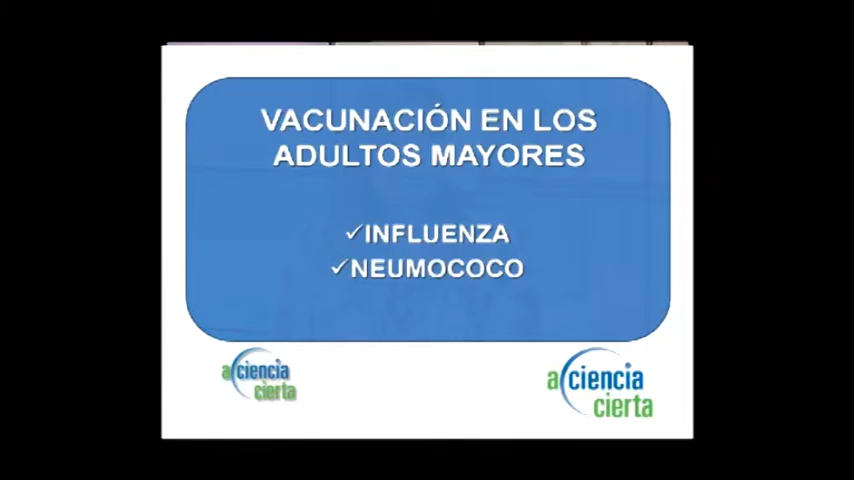 VACUNACIÓN EN LOS
ADULTOS MAYORES
✓INFLUENZA
✓NEUMOCOCO
a ciencia
cierta
a ciencia
cierta